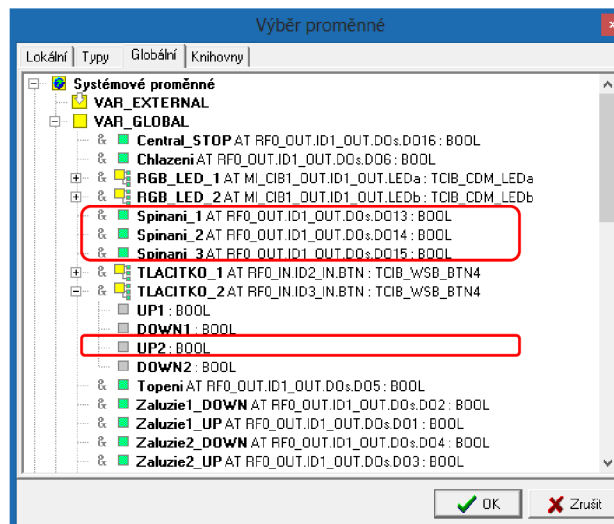 Výběr proměnné
Lokální Typy Globální Knihovny
Systémové proměnné
VAR_EXTERNAL
VAR_GLOBAL
& Central_STOP AT RF0_OUT.ID1_OUT.DOs.DO16 : BOOL
& Chlazeni AT RF0_OUT.ID1_OUT.DOs.DO6 : BOOL
& RGB_LED_1 AT MI_CIB1_OUT.ID1_OUT.LEDa : TCIB_CDM_LEDa
& RGB_LED_2 AT MI_CIB1_OUT.ID1_OUT.LEDb : TCIB_CDM_LEDb
& Spinani_1 AT RF0_OUT.ID1_OUT.DOs.DO13 : BOOL
& Spinani_2 AT RF0_OUT.ID1_OUT.DOs.DO14 : BOOL
& Spinani_3 AT RF0_OUT.ID1_OUT.DOs.DO15 : BOOL
& TLACITKO_1 AT RF0_IN.ID2_IN.BTN : TCIB_WSB_BTN4
& TLACITKO_2 AT RF0_IN.ID3_IN.BTN : TCIB_WSB_BTN4
UP1 : BOOL
DOWN1 : BOOL
UP2 : BOOL
DOWN2 : BOOL
& Topeni AT RF0_OUT.ID1_OUT.DOs.DO5 : BOOL
& Zaluzie1_DOWN AT RF0_OUT.ID1_OUT.DOs.DO2 : BOOL
& Zaluzie1_UP AT RF0_OUT.ID1_OUT.DOs.DO1 : BOOL
& Zaluzie2_DOWN AT RF0_OUT.ID1_OUT.DOs.DO4 : BOOL
& Zaluzie2_UP AT RF0_OUT.ID1_OUT.DOs.DO3 : BOOL
OK Zrušit